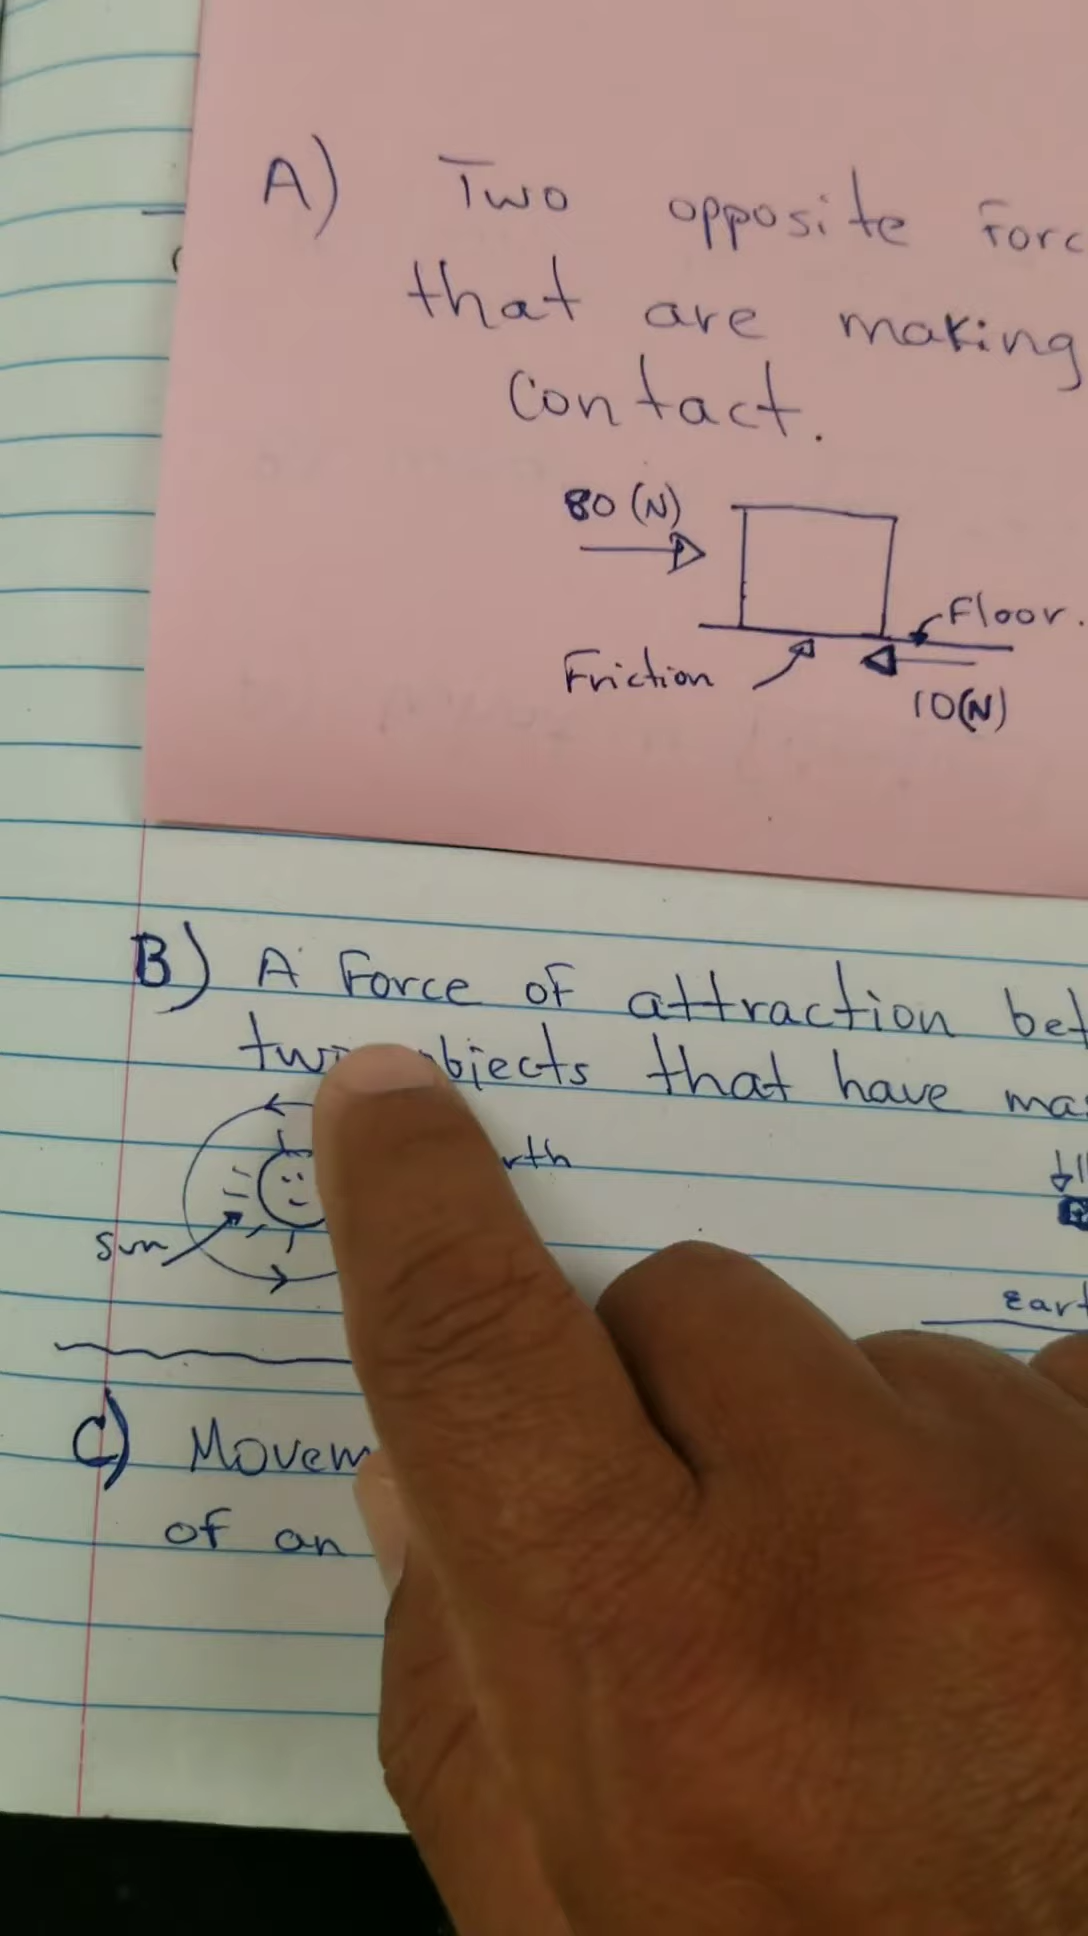 A) Two opposite
that are making
contact.
80 (N)
Floor.
Friction
10(N)
B) A Force of attraction
objects that have
Sun
C)
of an